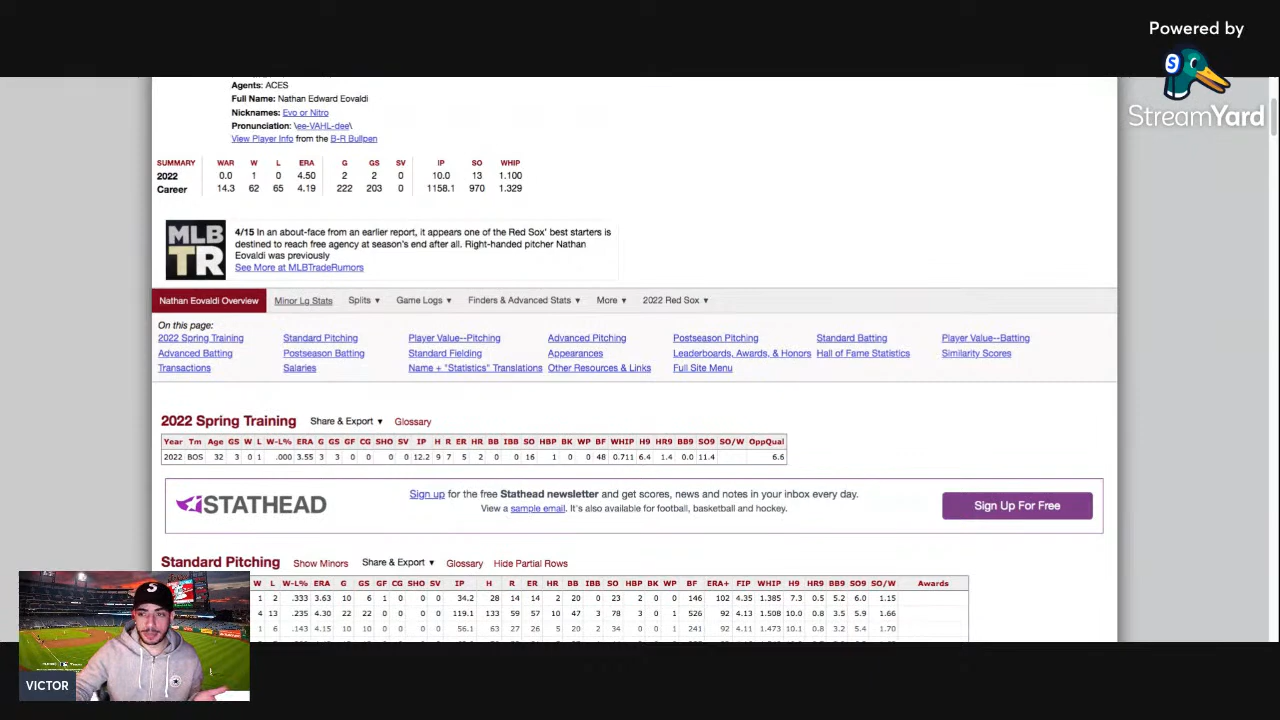 Powered by
StreamYard
Agents: ACES
Full Name: Nathan Edward Eovaldi
Nicknames: Evo or Nitro
Pronunciation: \ee-VAHL-dee\
View Player Info from the B-R Bullpen
SUMMARY WAR W L ERA G GS SV IP SO WHIP
2022 0.0 1 0 4.50 2 2 0 10.0 13 1.100
Career 14.3 62 65 4.19 222 203 0 1158.1 970 1.329
MLB
TR
4/15 In an about-face from an earlier report, it appears one of the Red Sox' best starters is
destined to reach free agency at season's end after all. Right-handed pitcher Nathan
Eovaldi was previously
See More at MLBTradeRumors
Nathan Eovaldi Overview Minor Lg Stats Splits ▼ Game Logs ▼ Finders & Advanced Stats ▼ More ▼ 2022 Red Sox ▼
On this page:
2022 Spring Training Standard Pitching Player Value--Pitching Advanced Pitching Postseason Pitching Standard Batting Player Value--Batting
Advanced Batting Postseason Batting Standard Fielding Appearances Leaderboards, Awards, & Honors Hall of Fame Statistics Similarity Scores
Transactions Salaries Name + "Statistics" Translations Other Resources & Links Full Site Menu
2022 Spring Training Share & Export ▼ Glossary
Year Tm Age GS W L W-L% ERA G GS GF CG SHO SV IP H R ER HR BB IBB SO HBP BK WP BF WHIP H9 HR9 BB9 SO9 SO/W OppQual
2022 BOS 32 3 0 1 .000 3.55 3 3 0 0 0 0 12.2 9 7 5 2 0 0 16 1 0 0 48 0.711 6.4 1.4 0.0 11.4 6.6
STATHEAD
Sign up for the free Stathead newsletter and get scores, news and notes in your inbox every day.
View a sample email. It's also available for football, basketball and hockey.
Sign Up For Free
Standard Pitching Show Minors Share & Export ▼ Glossary Hide Partial Rows
W L W-L% ERA G GS GF CG SHO SV IP H R ER HR BB IBB SO HBP BK WP BF ERA+ FIP WHIP H9 HR9 BB9 SO9 SO/W Awards
1 2 .333 3.63 10 6 1 0 0 0 34.2 28 14 14 2 20 0 23 2 0 0 146 102 4.35 1.385 7.3 0.5 5.2 6.0 1.15
4 13 .235 4.30 22 22 0 0 0 0 119.1 133 59 57 10 47 3 78 3 0 1 526 92 4.13 1.508 10.0 0.8 3.5 5.9 1.66
1 6 .143 4.15 10 10 0 0 0 0 56.1 63 27 26 5 20 2 34 0 0 1 241 92 4.11 1.473 10.1 0.8 3.2 5.4 1.70
VICTOR